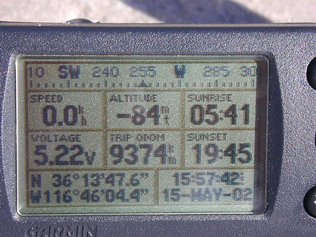 10 SW 240 255 W 285 30
SPEED ALTITUDE SUNRISE
0.0 k/h -84 mt 05:41
VOLTAGE TRIP ODOM SUNSET
5.22v 9374 km 19:45
N 36°13'47.6" 15:57:42
W116°46'04.4" 15-MAY-02
GARMIN